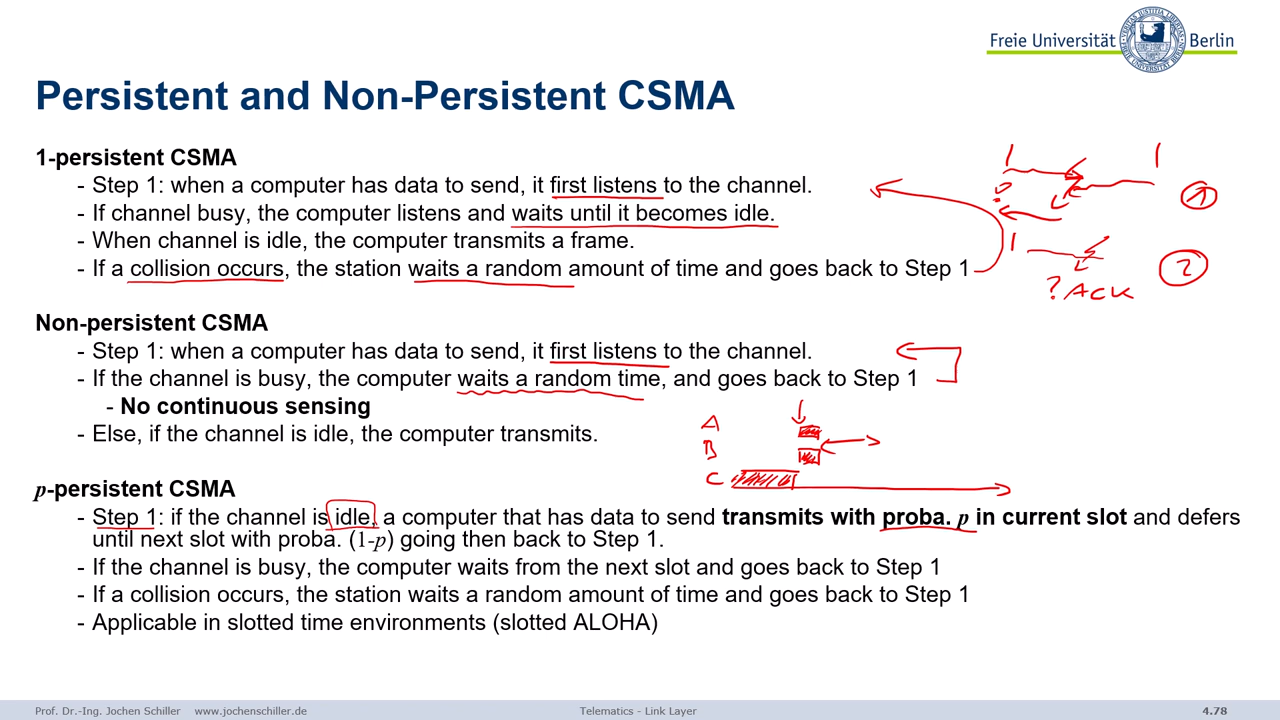 Freie Universität Berlin
Persistent and Non-Persistent CSMA
1-persistent CSMA
- Step 1: when a computer has data to send, it first listens to the channel.
- If channel busy, the computer listens and waits until it becomes idle.
- When channel is idle, the computer transmits a frame.
- If a collision occurs, the station waits a random amount of time and goes back to Step 1
1
2
? ACK
Non-persistent CSMA
- Step 1: when a computer has data to send, it first listens to the channel.
- If the channel is busy, the computer waits a random time, and goes back to Step 1
- No continuous sensing
- Else, if the channel is idle, the computer transmits.
A
B
C
p-persistent CSMA
- Step 1: if the channel is idle, a computer that has data to send transmits with proba. p in current slot and defers
until next slot with proba. (1-p) going then back to Step 1.
- If the channel is busy, the computer waits from the next slot and goes back to Step 1
- If a collision occurs, the station waits a random amount of time and goes back to Step 1
- Applicable in slotted time environments (slotted ALOHA)
Prof. Dr.-Ing. Jochen Schiller www.jochenschiller.de Telematics - Link Layer 4.78